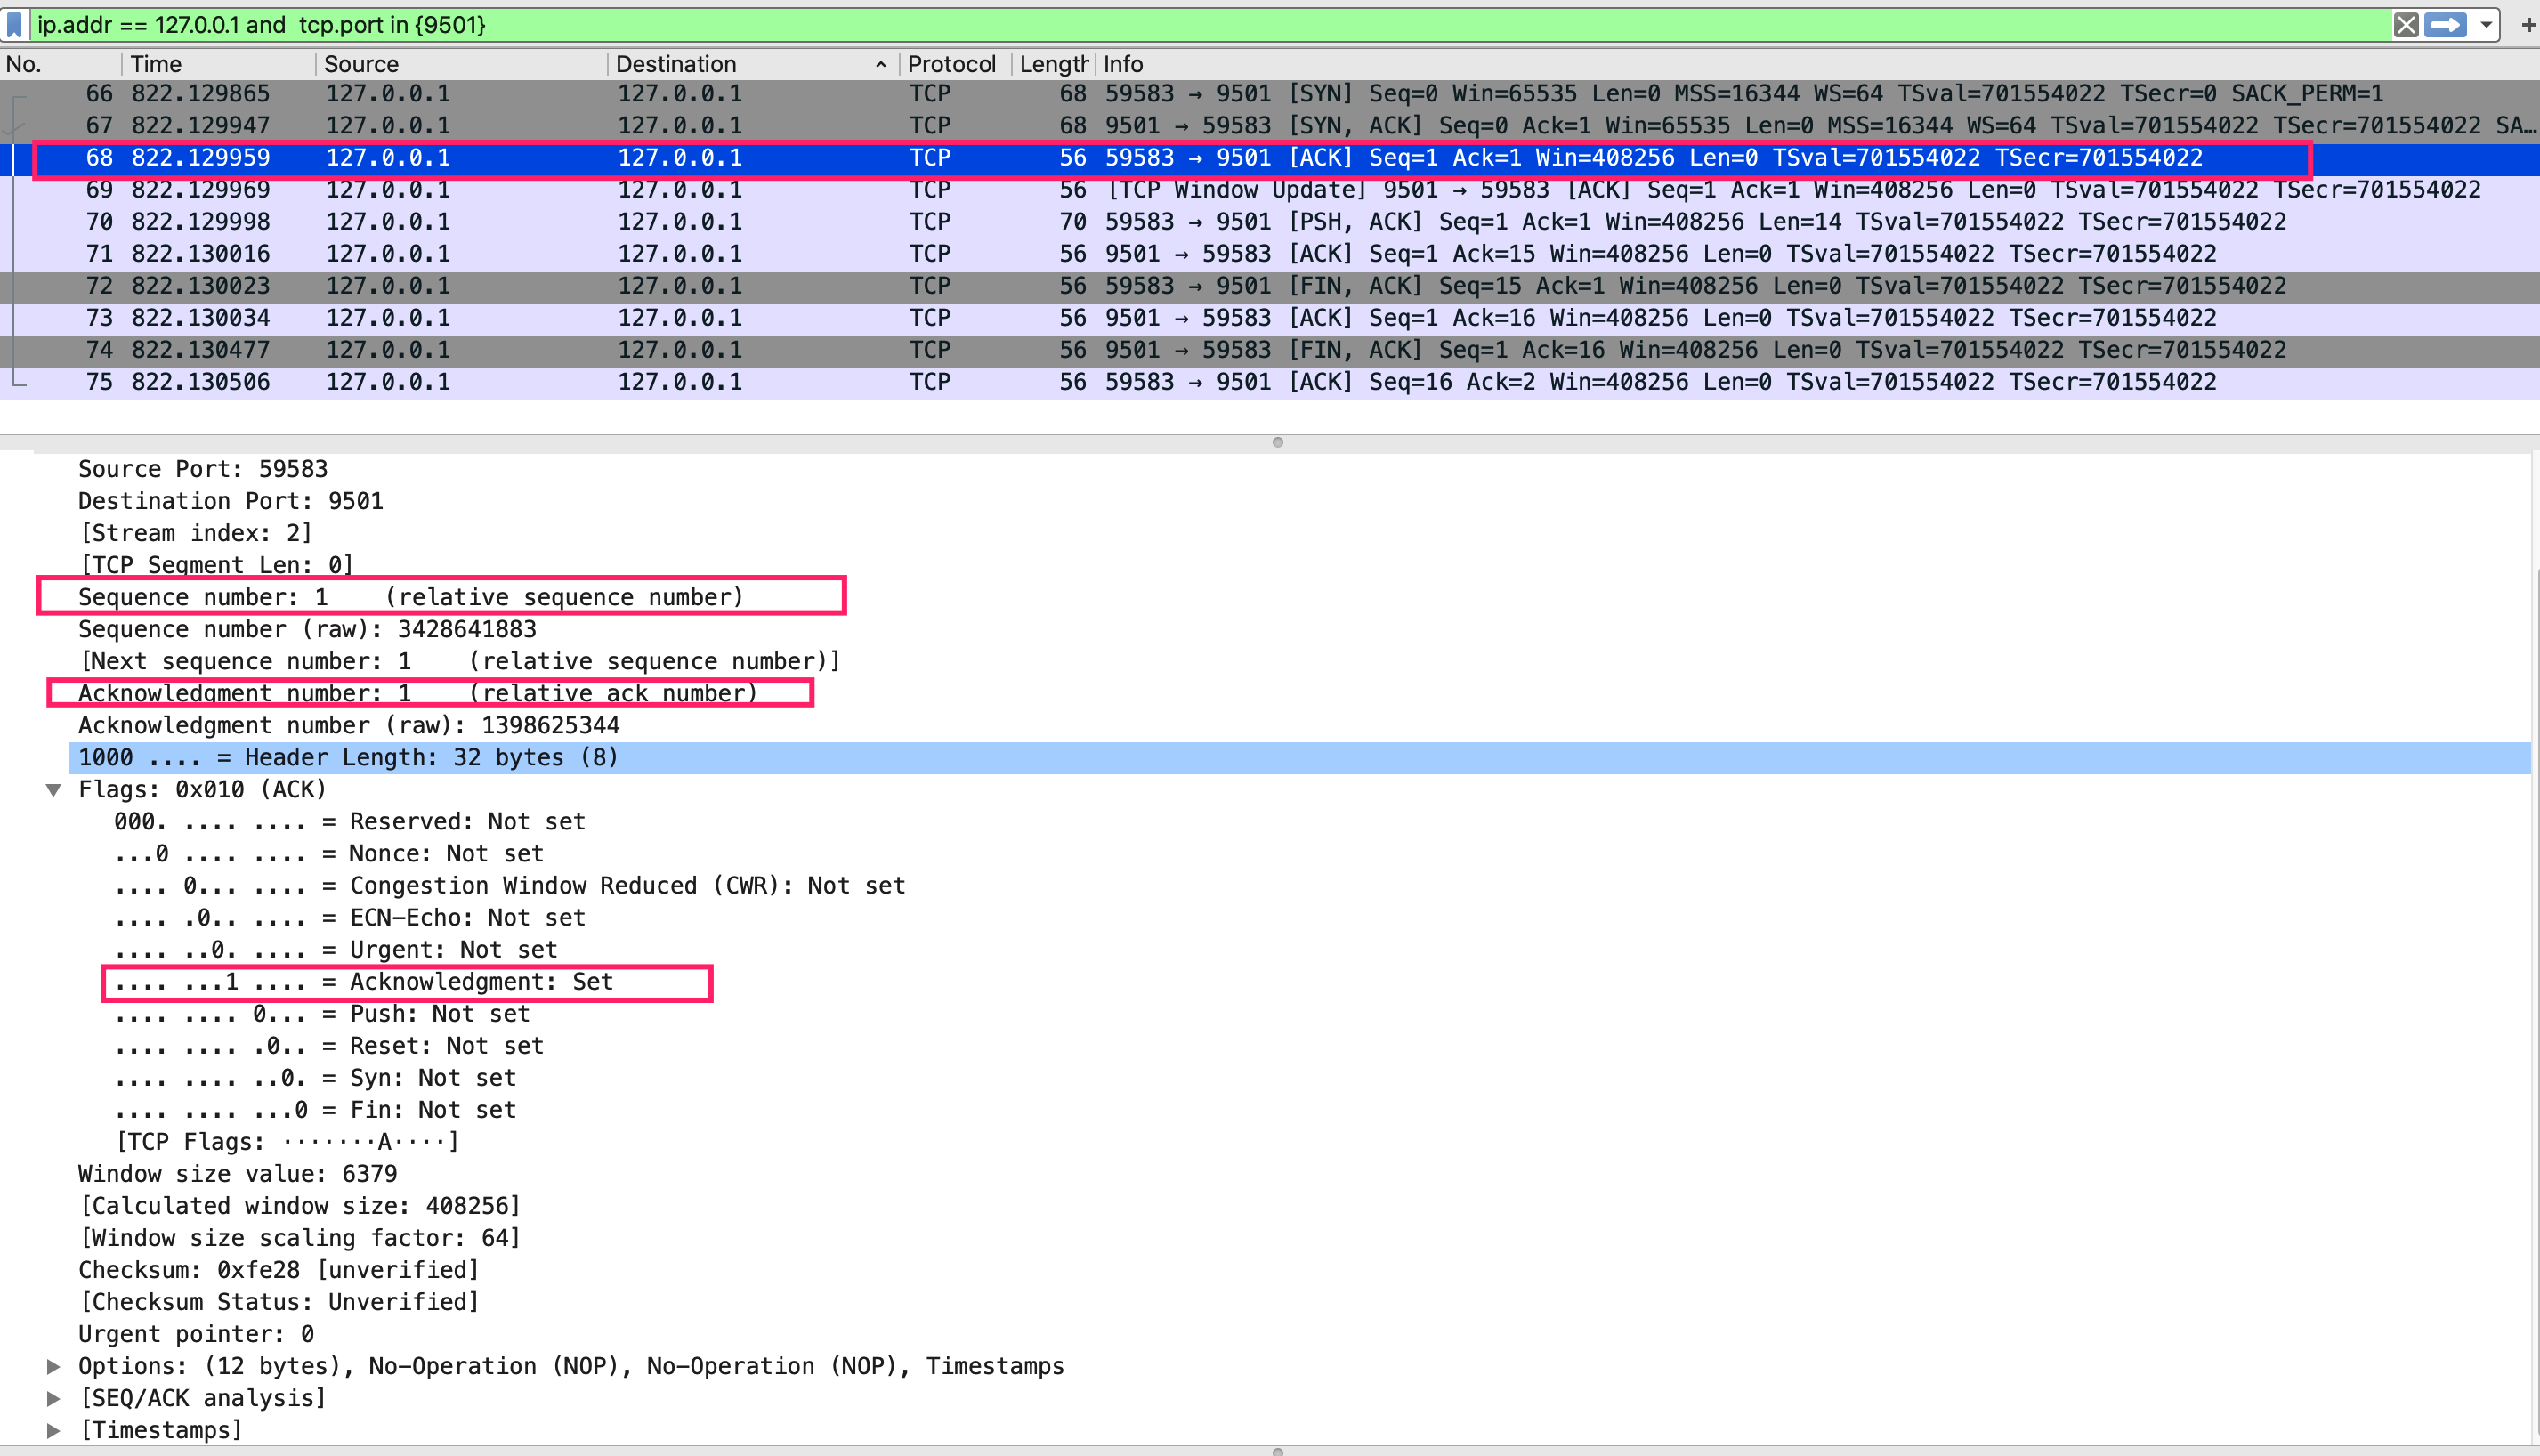 ip.addr == 127.0.0.1 and  tcp.port in {9501}
No. Time Source Destination Protocol Length Info
66 822.129865 127.0.0.1 127.0.0.1 TCP 68 59583 → 9501 [SYN] Seq=0 Win=65535 Len=0 MSS=16344 WS=64 TSval=701554022 TSecr=0 SACK_PERM=1
67 822.129947 127.0.0.1 127.0.0.1 TCP 68 9501 → 59583 [SYN, ACK] Seq=0 Ack=1 Win=65535 Len=0 MSS=16344 WS=64 TSval=701554022 TSecr=701554022 SA…
68 822.129959 127.0.0.1 127.0.0.1 TCP 56 59583 → 9501 [ACK] Seq=1 Ack=1 Win=408256 Len=0 TSval=701554022 TSecr=701554022
69 822.129969 127.0.0.1 127.0.0.1 TCP 56 [TCP Window Update] 9501 → 59583 [ACK] Seq=1 Ack=1 Win=408256 Len=0 TSval=701554022 TSecr=701554022
70 822.129998 127.0.0.1 127.0.0.1 TCP 70 59583 → 9501 [PSH, ACK] Seq=1 Ack=1 Win=408256 Len=14 TSval=701554022 TSecr=701554022
71 822.130016 127.0.0.1 127.0.0.1 TCP 56 9501 → 59583 [ACK] Seq=1 Ack=15 Win=408256 Len=0 TSval=701554022 TSecr=701554022
72 822.130023 127.0.0.1 127.0.0.1 TCP 56 59583 → 9501 [FIN, ACK] Seq=15 Ack=1 Win=408256 Len=0 TSval=701554022 TSecr=701554022
73 822.130034 127.0.0.1 127.0.0.1 TCP 56 9501 → 59583 [ACK] Seq=1 Ack=16 Win=408256 Len=0 TSval=701554022 TSecr=701554022
74 822.130477 127.0.0.1 127.0.0.1 TCP 56 9501 → 59583 [FIN, ACK] Seq=1 Ack=16 Win=408256 Len=0 TSval=701554022 TSecr=701554022
75 822.130506 127.0.0.1 127.0.0.1 TCP 56 59583 → 9501 [ACK] Seq=16 Ack=2 Win=408256 Len=0 TSval=701554022 TSecr=701554022
Source Port: 59583
Destination Port: 9501
[Stream index: 2]
[TCP Segment Len: 0]
Sequence number: 1    (relative sequence number)
Sequence number (raw): 3428641883
[Next sequence number: 1    (relative sequence number)]
Acknowledgment number: 1    (relative ack number)
Acknowledgment number (raw): 1398625344
1000 .... = Header Length: 32 bytes (8)
Flags: 0x010 (ACK)
000. .... .... = Reserved: Not set
...0 .... .... = Nonce: Not set
.... 0... .... = Congestion Window Reduced (CWR): Not set
.... .0.. .... = ECN-Echo: Not set
.... ..0. .... = Urgent: Not set
.... ...1 .... = Acknowledgment: Set
.... .... 0... = Push: Not set
.... .... .0.. = Reset: Not set
.... .... ..0. = Syn: Not set
.... .... ...0 = Fin: Not set
[TCP Flags: ·······A····]
Window size value: 6379
[Calculated window size: 408256]
[Window size scaling factor: 64]
Checksum: 0xfe28 [unverified]
[Checksum Status: Unverified]
Urgent pointer: 0
Options: (12 bytes), No-Operation (NOP), No-Operation (NOP), Timestamps
[SEQ/ACK analysis]
[Timestamps]